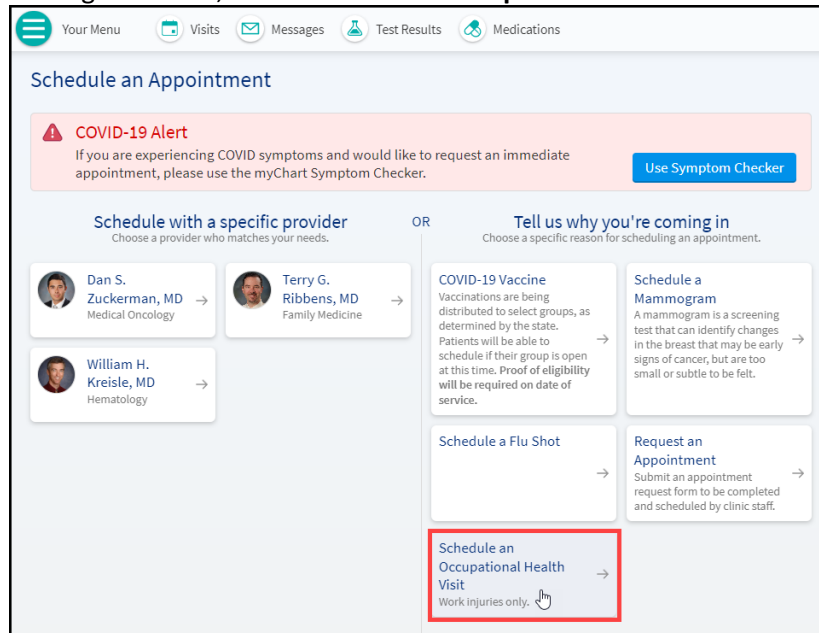 Your Menu Visits Messages Test Results Medications
Schedule an Appointment
COVID-19 Alert
If you are experiencing COVID symptoms and would like to request an immediate
appointment, please use the myChart Symptom Checker.
Use Symptom Checker
Schedule with a specific provider
Choose a provider who matches your needs.
OR
Tell us why you're coming in
Choose a specific reason for scheduling an appointment.
Dan S.
Zuckerman, MD
Medical Oncology
Terry G.
Ribbens, MD
Family Medicine
William H.
Kreisle, MD
Hematology
COVID-19 Vaccine
Vaccinations are being
distributed to select groups, as
determined by the state.
Patients will be able to
schedule if their group is open
at this time. Proof of eligibility
will be required on date of
service.
Schedule a
Mammogram
A mammogram is a screening
test that can identify changes
in the breast that may be early
signs of cancer, but are too
small or subtle to be felt.
Schedule a Flu Shot
Request an
Appointment
Submit an appointment
request form to be completed
and scheduled by clinic staff.
Schedule an
Occupational Health
Visit
Work injuries only.